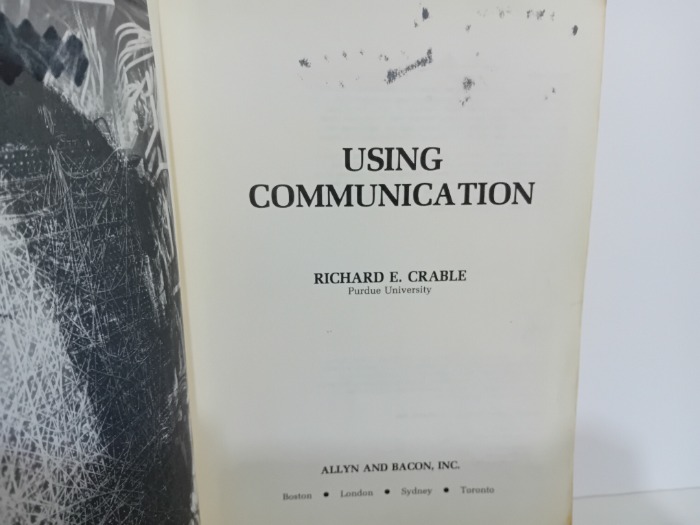 USING
COMMUNICATION
RICHARD E. CRABLE
Purdue University
ALLYN AND BACON, INC.
Boston • London • Sydney • Toronto